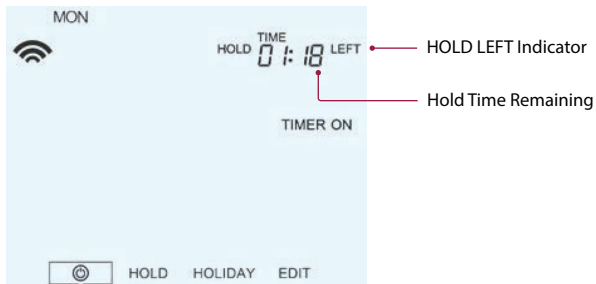 MON
TIME
HOLD 01:18 LEFT
HOLD LEFT Indicator
Hold Time Remaining
TIMER ON
HOLD HOLIDAY EDIT